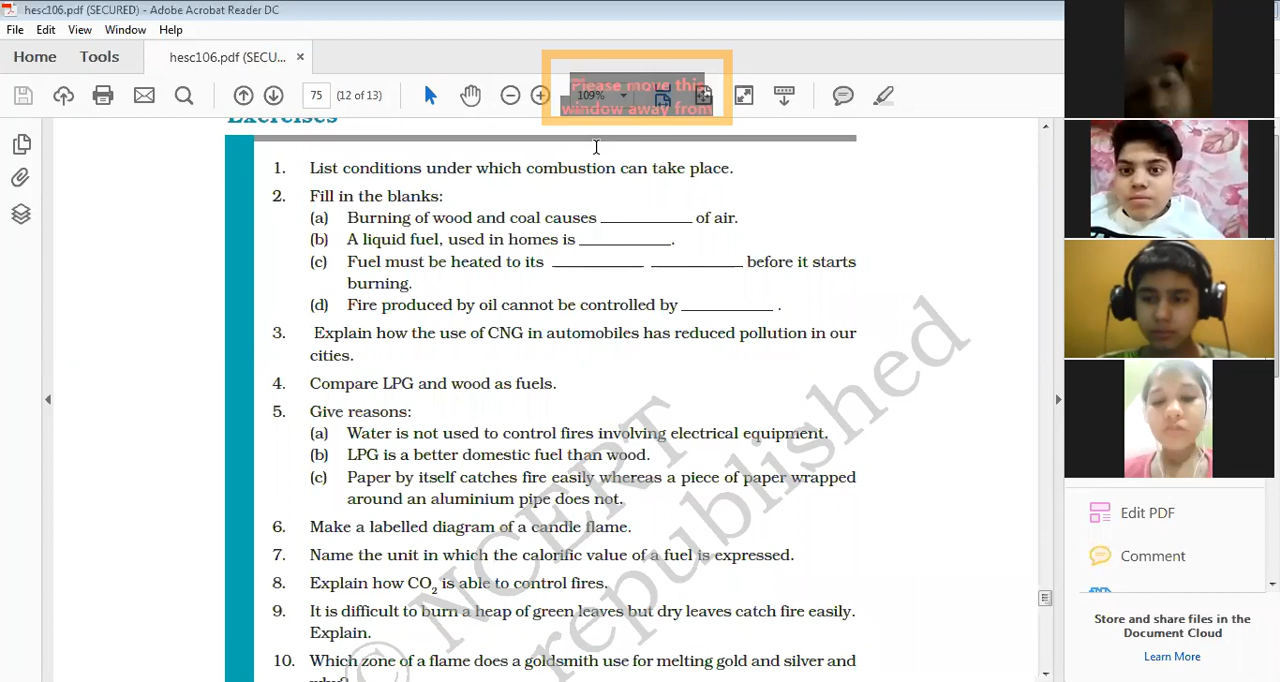 hesc106.pdf (SECURED) - Adobe Acrobat Reader DC
File Edit View Window Help
Home Tools hesc106.pdf (SECU... ×
75 (12 of 13) 109%
Please move this
window away from
Exercises
1. List conditions under which combustion can take place.
2. Fill in the blanks:
(a) Burning of wood and coal causes ___________ of air.
(b) A liquid fuel, used in homes is ___________.
(c) Fuel must be heated to its ___________ ___________ before it starts
burning.
(d) Fire produced by oil cannot be controlled by ___________ .
3. Explain how the use of CNG in automobiles has reduced pollution in our
cities.
4. Compare LPG and wood as fuels.
5. Give reasons:
(a) Water is not used to control fires involving electrical equipment.
(b) LPG is a better domestic fuel than wood.
(c) Paper by itself catches fire easily whereas a piece of paper wrapped
around an aluminium pipe does not.
6. Make a labelled diagram of a candle flame.
7. Name the unit in which the calorific value of a fuel is expressed.
8. Explain how CO₂ is able to control fires.
9. It is difficult to burn a heap of green leaves but dry leaves catch fire easily.
Explain.
10. Which zone of a flame does a goldsmith use for melting gold and silver and
why?
© NCERT
republished
Edit PDF
Comment
Store and share files in the
Document Cloud
Learn More